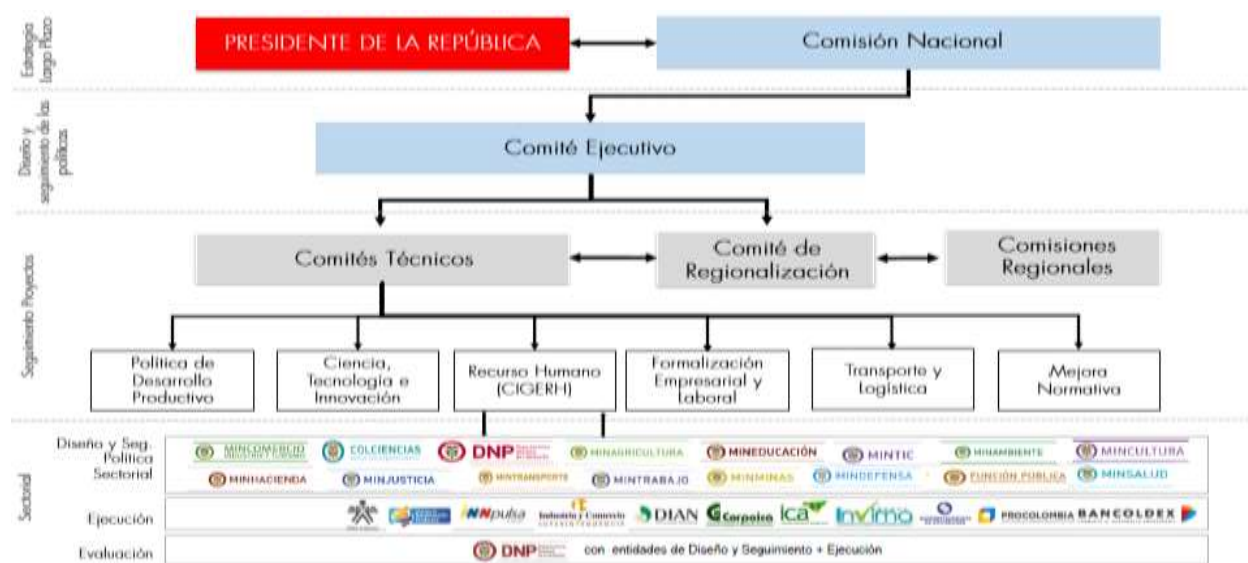 Estrategia
Largo Plazo
PRESIDENTE DE LA REPÚBLICA
Comisión Nacional
Diseño y
seguimiento de las
políticas
Comité Ejecutivo
Seguimiento Proyectos
Comités Técnicos
Comité de
Regionalización
Comisiones
Regionales
Política de
Desarrollo
Productivo
Ciencia,
Tecnología e
Innovación
Recurso Humano
(CIGERH)
Formalización
Empresarial y
Laboral
Transporte y
Logística
Mejora
Normativa
Sectorial
Diseño y Seg.
Política
Sectorial
MINCOMERCIO
INDUSTRIA Y TURISMO
COLCIENCIAS
DNP
MINAGRICULTURA
MINEDUCACIÓN
MINTIC
MINAMBIENTE
MINCULTURA
MINHACIENDA
MINJUSTICIA
MINTRANSPORTE
MINTRABAJO
MINMINAS
MINDEFENSA
FUNCIÓN PÚBLICA
MINSALUD
Ejecución
iNNpulsa
Industria y Comercio
SUPERINTENDENCIA
DIAN
Corpoica
ica
invima
PROCOLOMBIA
BANCOLDEX
Evaluación
DNP
con entidades de Diseño y Seguimiento + Ejecución